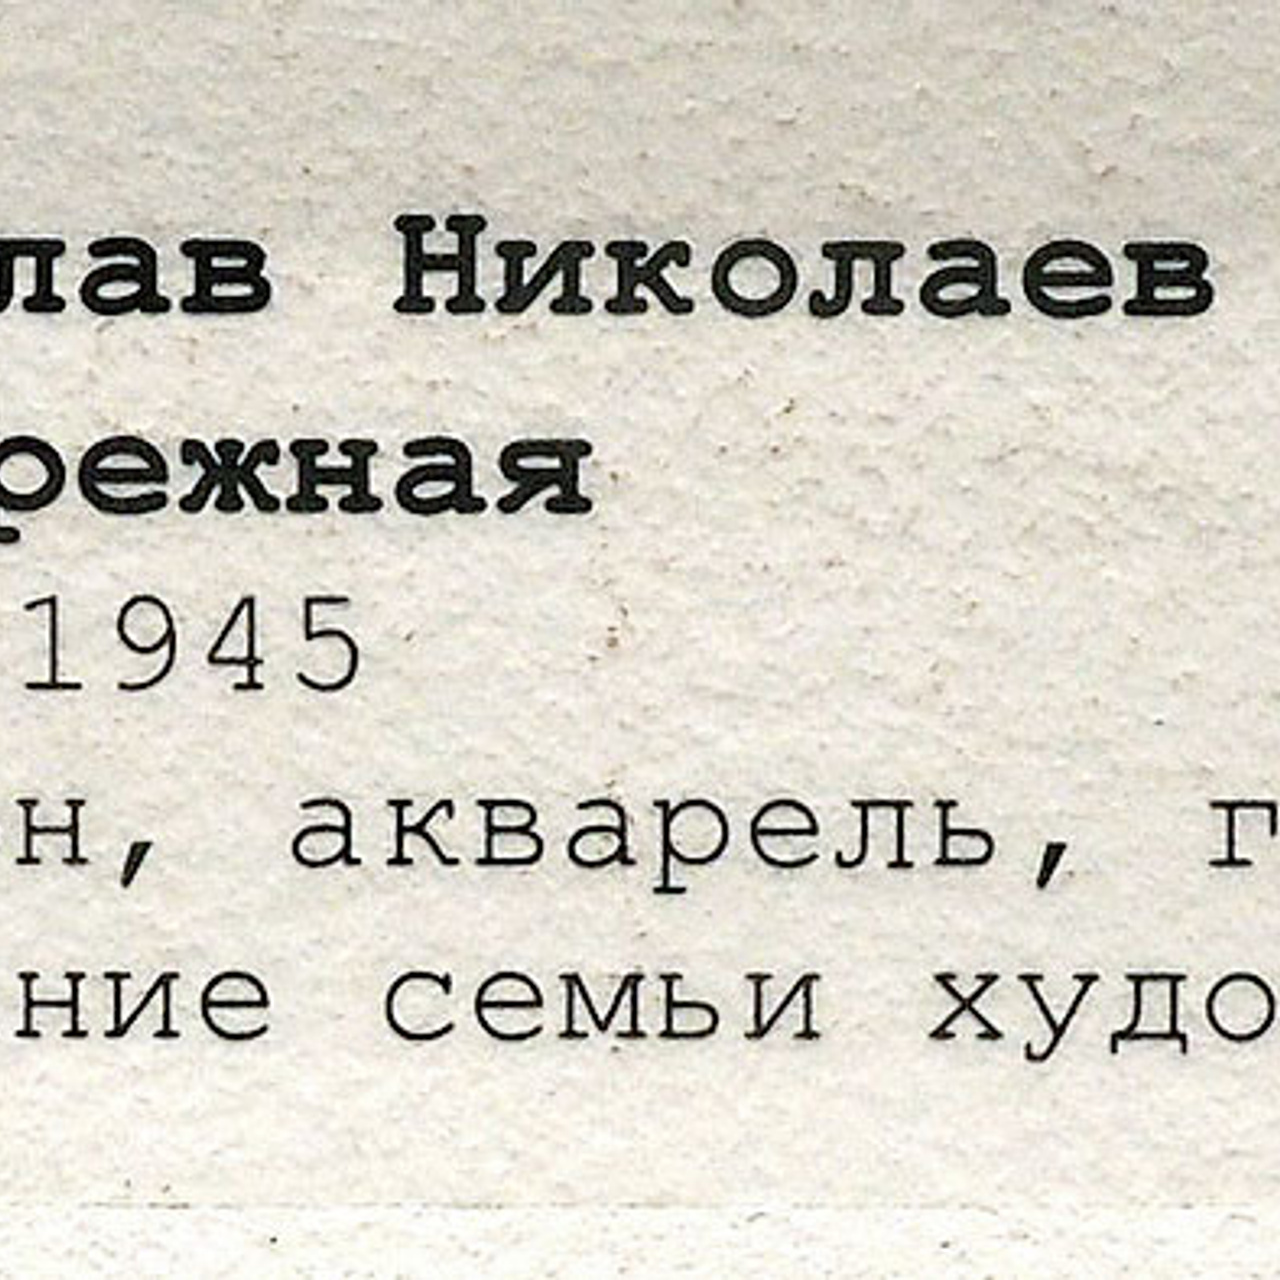 лав Николаев
режная
1945
н, акварель, г
ние семьи худо